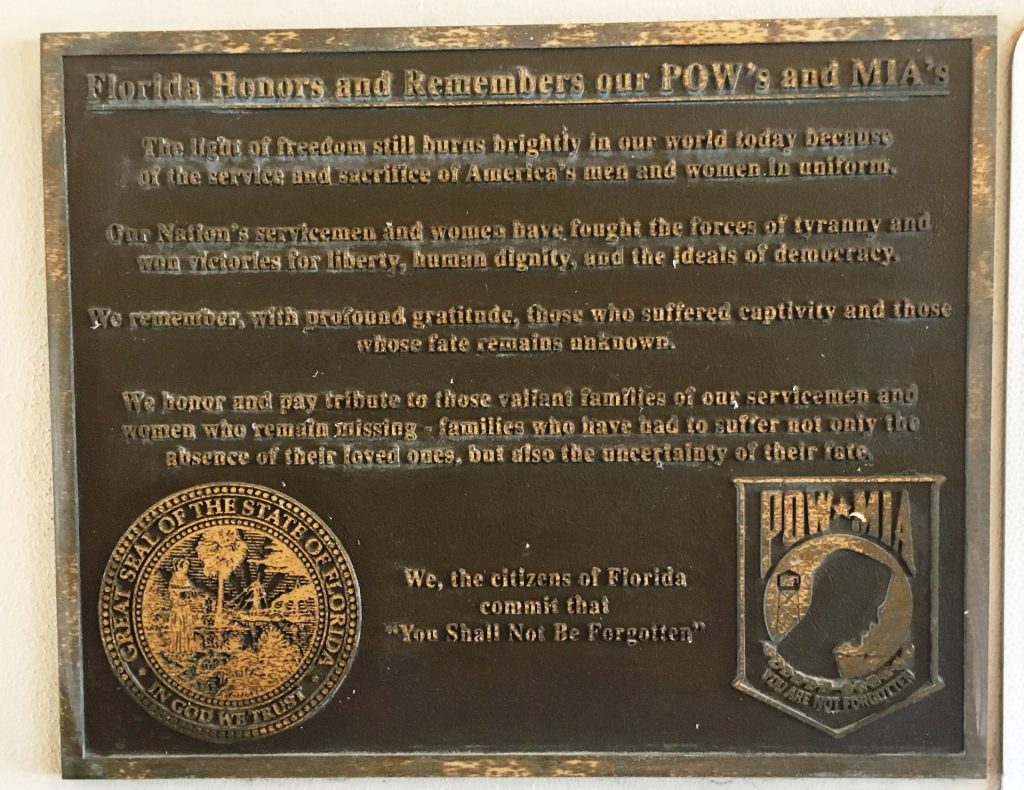 Florida Honors and Remembers our POW's and MIA's
The light of freedom still burns brightly in our world today because
of the service and sacrifice of America's men and women in uniform.
Our Nation's servicemen and women have fought the forces of tyranny and
won victories for liberty, human dignity, and the ideals of democracy.
We remember, with profound gratitude, those who suffered captivity and those
whose fate remains unknown.
We honor and pay tribute to those valiant families of our servicemen and
women who remain missing - families who have had to suffer not only the
absence of their loved ones, but also the uncertainty of their fate.
GREAT SEAL OF THE STATE OF FLORIDA
IN GOD WE TRUST
We, the citizens of Florida
commit that
"You Shall Not Be Forgotten"
POW★MIA
YOU ARE NOT FORGOTTEN